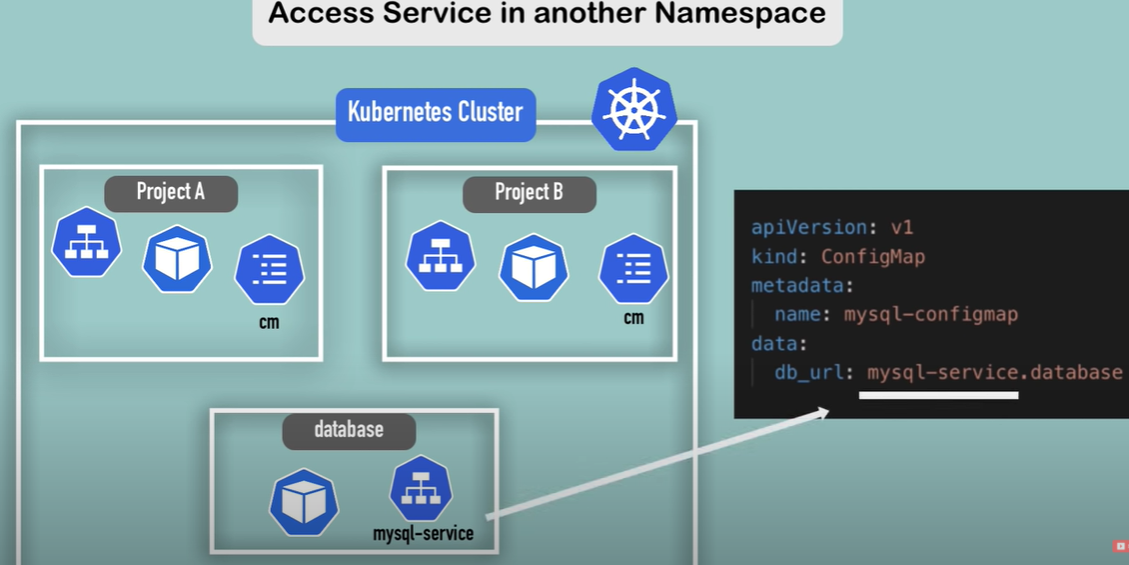 Access Service in another Namespace
Kubernetes Cluster
Project A
Project B
cm
cm
database
mysql-service
apiVersion: v1
kind: ConfigMap
metadata:
name: mysql-configmap
data:
db_url: mysql-service.database